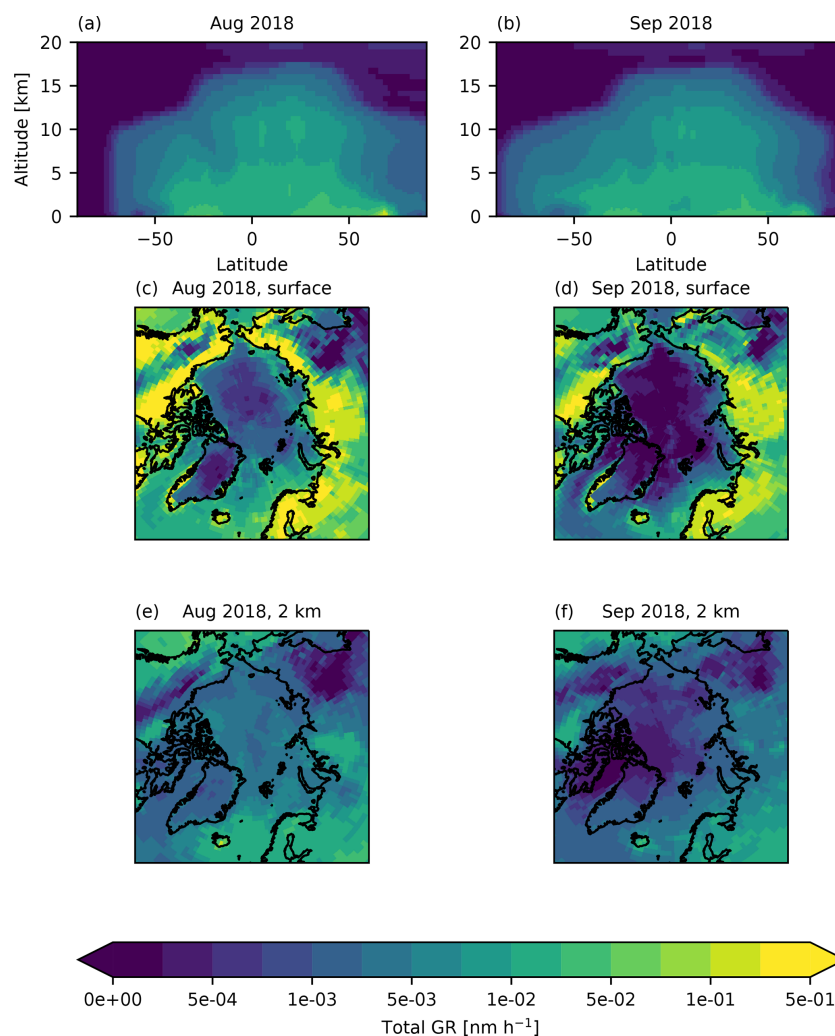 (a) Aug 2018
(b) Sep 2018
Altitude [km]
20
15
10
5
0
20
15
10
5
0
−50 0 50
−50 0 50
Latitude
Latitude
(c) Aug 2018, surface
(d) Sep 2018, surface
(e) Aug 2018, 2 km
(f) Sep 2018, 2 km
0e+00 5e-04 1e-03 5e-03 1e-02 5e-02 1e-01 5e-01
Total GR [nm h⁻¹]